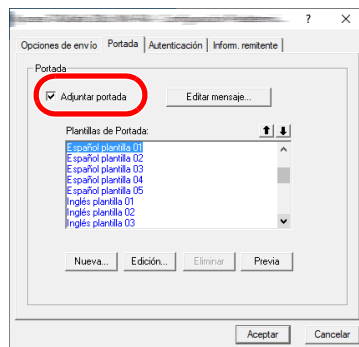 ? X
Opciones de envío Portada Autenticación Inform. remitente
Portada
Adjuntar portada Editar mensaje...
Plantillas de Portada:
Español plantilla 01
Español plantilla 02
Español plantilla 03
Español plantilla 04
Español plantilla 05
Inglés plantilla 01
Inglés plantilla 02
Inglés plantilla 03
Nueva... Edición... Eliminar Previa
Aceptar Cancelar